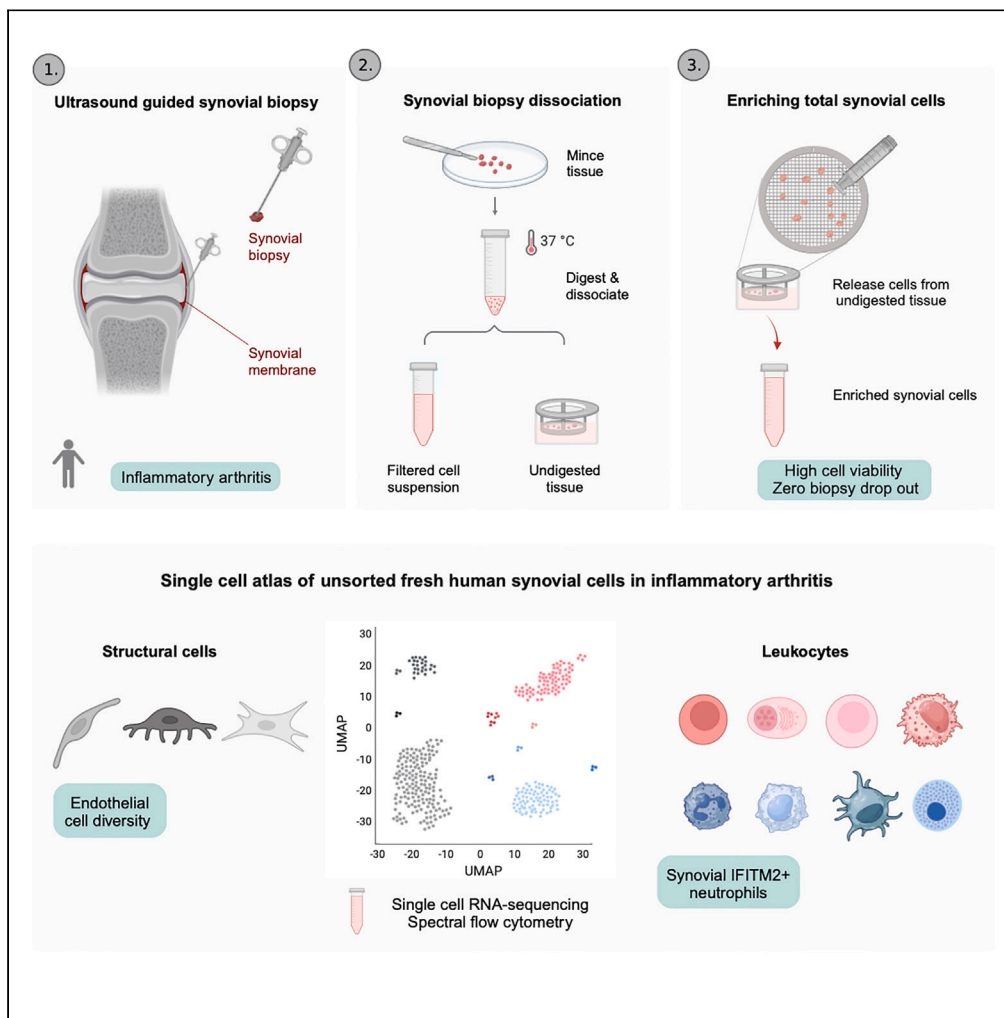 1.
Ultrasound guided synovial biopsy
Synovial
biopsy
Synovial
membrane
Inflammatory arthritis
2.
Synovial biopsy dissociation
Mince
tissue
37 °C
Digest &
dissociate
Filtered cell
suspension
Undigested
tissue
3.
Enriching total synovial cells
Release cells from
undigested tissue
Enriched synovial cells
High cell viability
Zero biopsy drop out
Single cell atlas of unsorted fresh human synovial cells in inflammatory arthritis
Structural cells
Endothelial
cell diversity
UMAP
30
20
10
0
-10
-20
-30
-30
-20
-10
0
10
20
30
UMAP
Single cell RNA-sequencing
Spectral flow cytometry
Leukocytes
Synovial IFITM2+
neutrophils